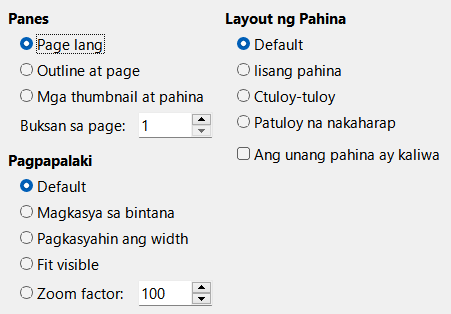 Panes
Page lang
Outline at page
Mga thumbnail at pahina
Buksan sa page: 1
Pagpapalaki
Default
Magkasya sa bintana
Pagkasyahin ang width
Fit visible
Zoom factor: 100
Layout ng Pahina
Default
Iisang pahina
Ctuloy-tuloy
Patuloy na nakaharap
Ang unang pahina ay kaliwa